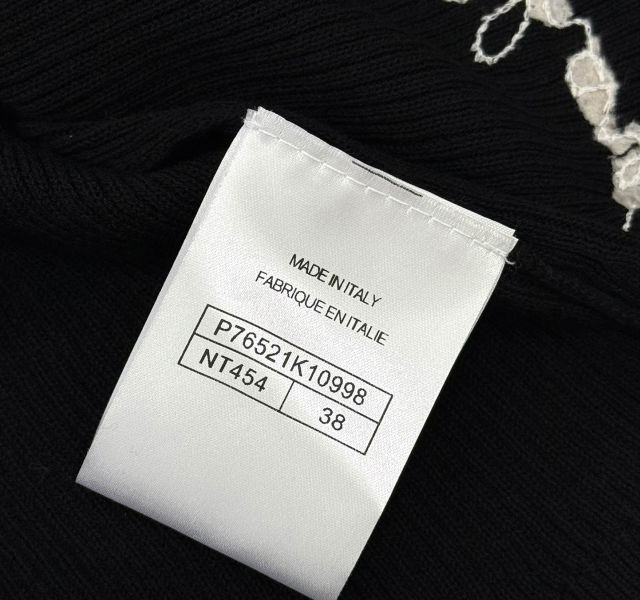 MADE IN ITALY
FABRIQUE EN ITALIE
P76521K10998
NT454 38